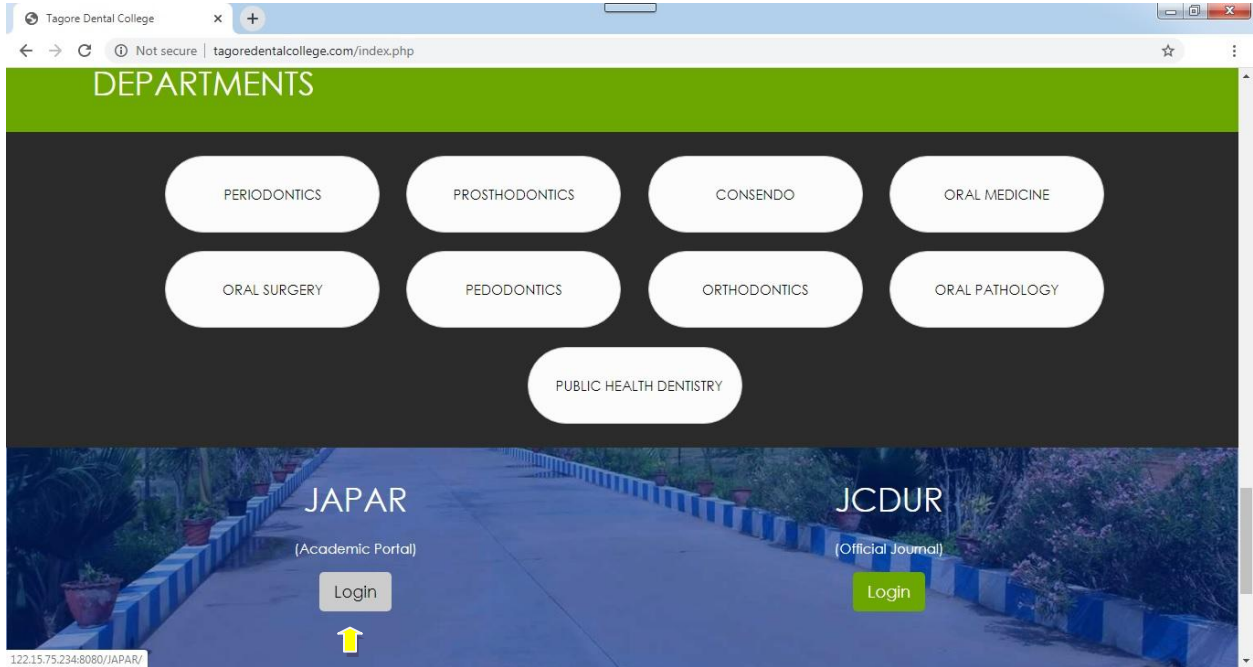 Tagore Dental College
Not secure | tagoredentalcollege.com/index.php
DEPARTMENTS
PERIODONTICS
PROSTHODONTICS
CONSENDO
ORAL MEDICINE
ORAL SURGERY
PEDODONTICS
ORTHODONTICS
ORAL PATHOLOGY
PUBLIC HEALTH DENTISTRY
JAPAR
(Academic Portal)
Login
JCDUR
(Official Journal)
Login
122.15.75.234:8080/JAPAR/